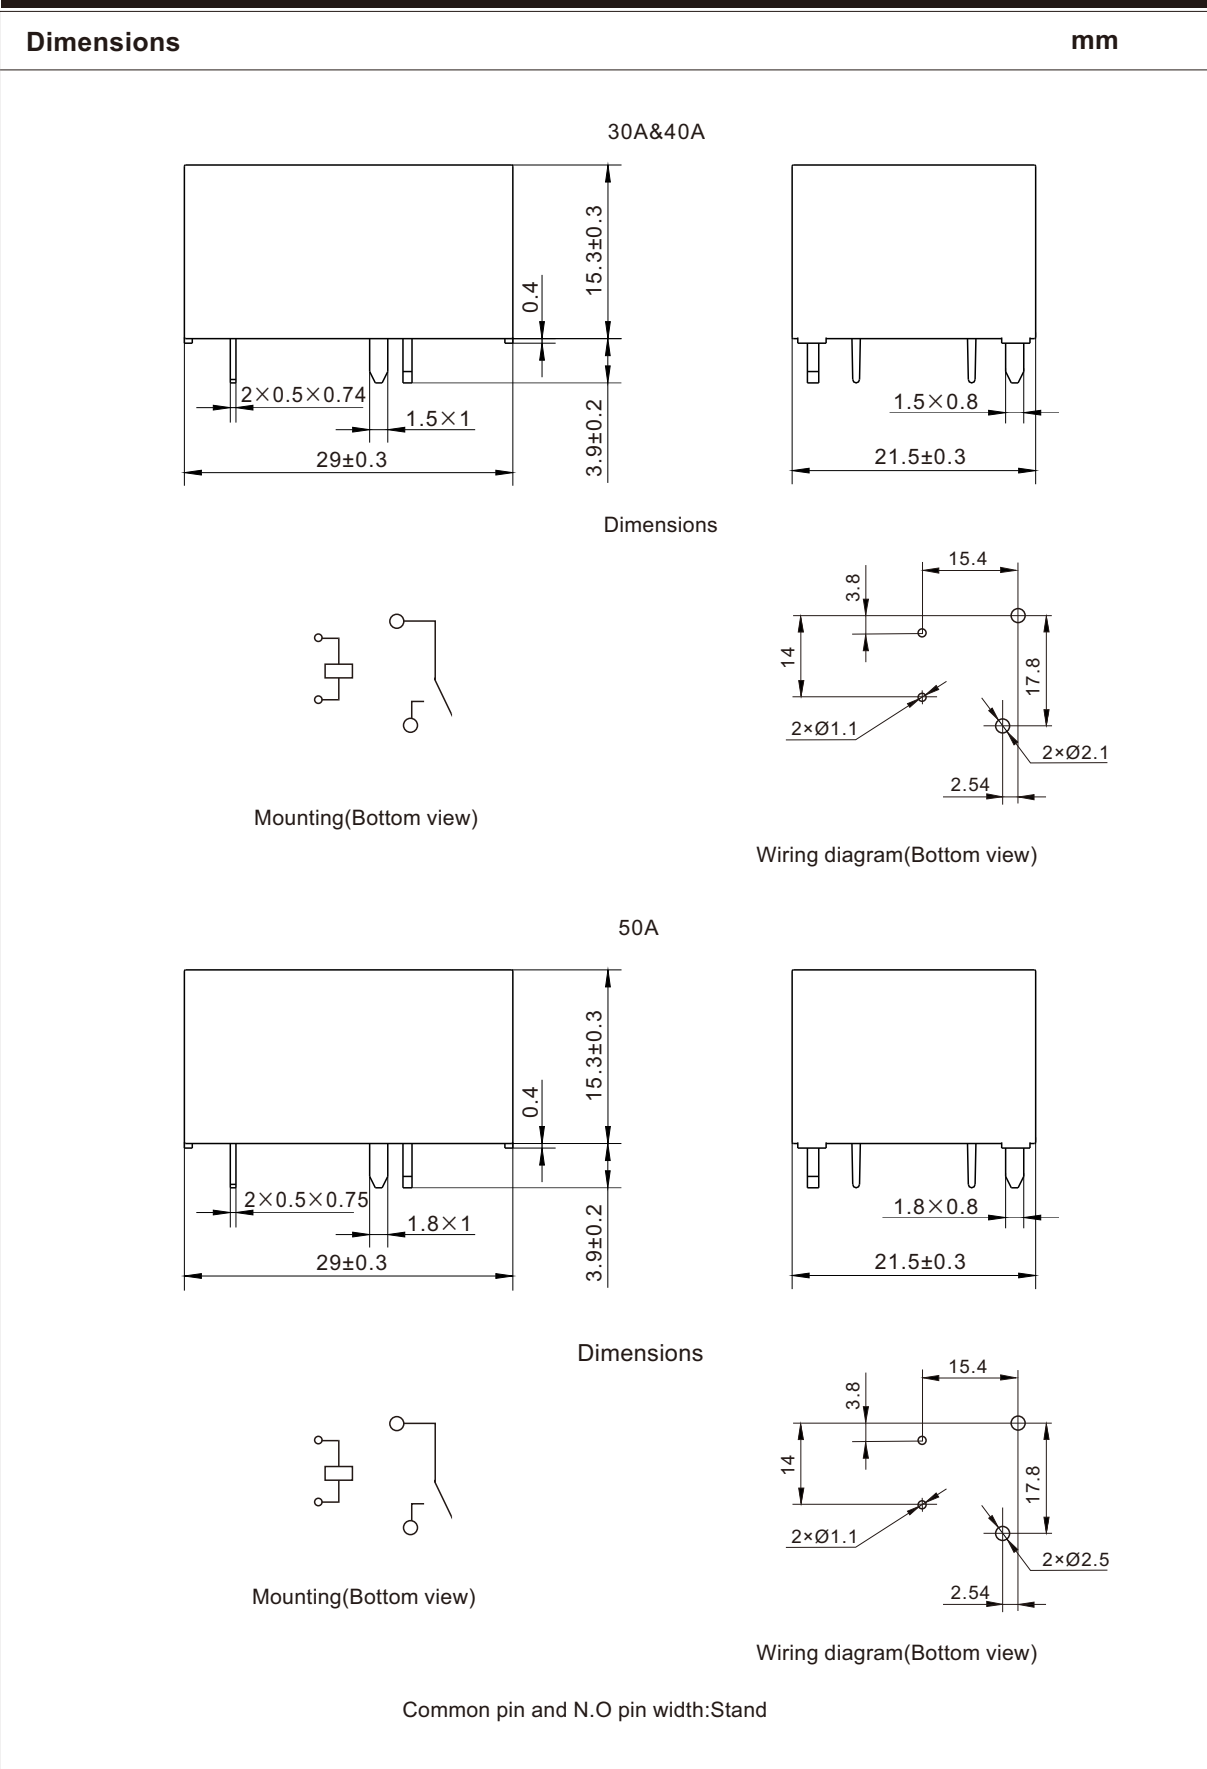 Dimensions mm
30A&40A
15.3±0.3
0.4
2×0.5×0.74
1.5×1
3.9±0.2
29±0.3
1.5×0.8
21.5±0.3
Dimensions
15.4
3.8
14
17.8
2×Ø1.1
2×Ø2.1
2.54
Mounting(Bottom view)
Wiring diagram(Bottom view)
50A
15.3±0.3
0.4
2×0.5×0.75
1.8×1
3.9±0.2
29±0.3
1.8×0.8
21.5±0.3
Dimensions
15.4
3.8
14
17.8
2×Ø1.1
2×Ø2.5
2.54
Mounting(Bottom view)
Wiring diagram(Bottom view)
Common pin and N.O pin width:Stand